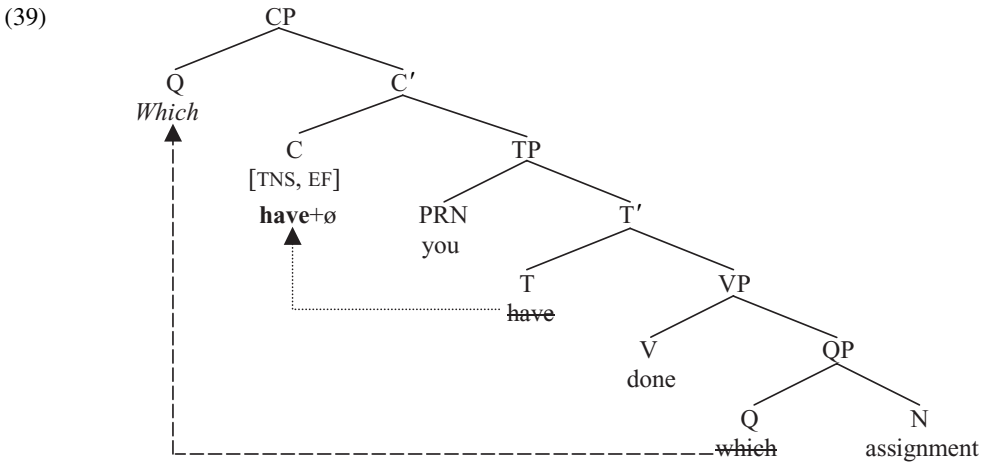 (39) CP
Q C′
Which
C TP
[TNS, EF]
have+ø PRN T′
you
T VP
have
V QP
done
Q N
which assignment